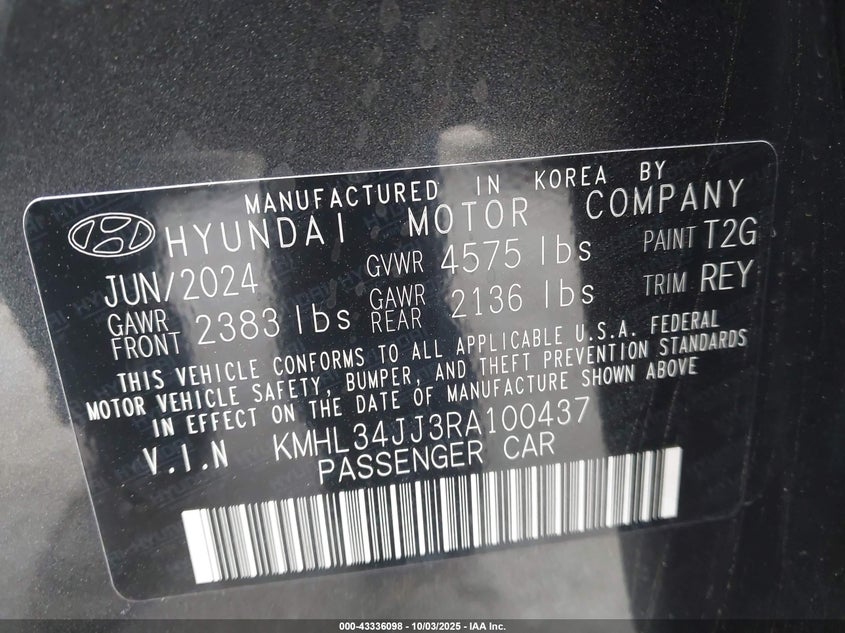 MANUFACTURED IN KOREA BY
HYUNDAI MOTOR COMPANY
JUN/2024 GVWR 4575 lbs PAINT T2G
GAWR FRONT 2383 lbs GAWR REAR 2136 lbs TRIM REY
THIS VEHICLE CONFORMS TO ALL APPLICABLE U.S.A. FEDERAL
MOTOR VEHICLE SAFETY, BUMPER, AND THEFT PREVENTION STANDARDS
IN EFFECT ON THE DATE OF MANUFACTURE SHOWN ABOVE
V.I.N KMHL34JJ3RA100437
PASSENGER CAR
000-43336098 - 10/03/2025 - IAA Inc.